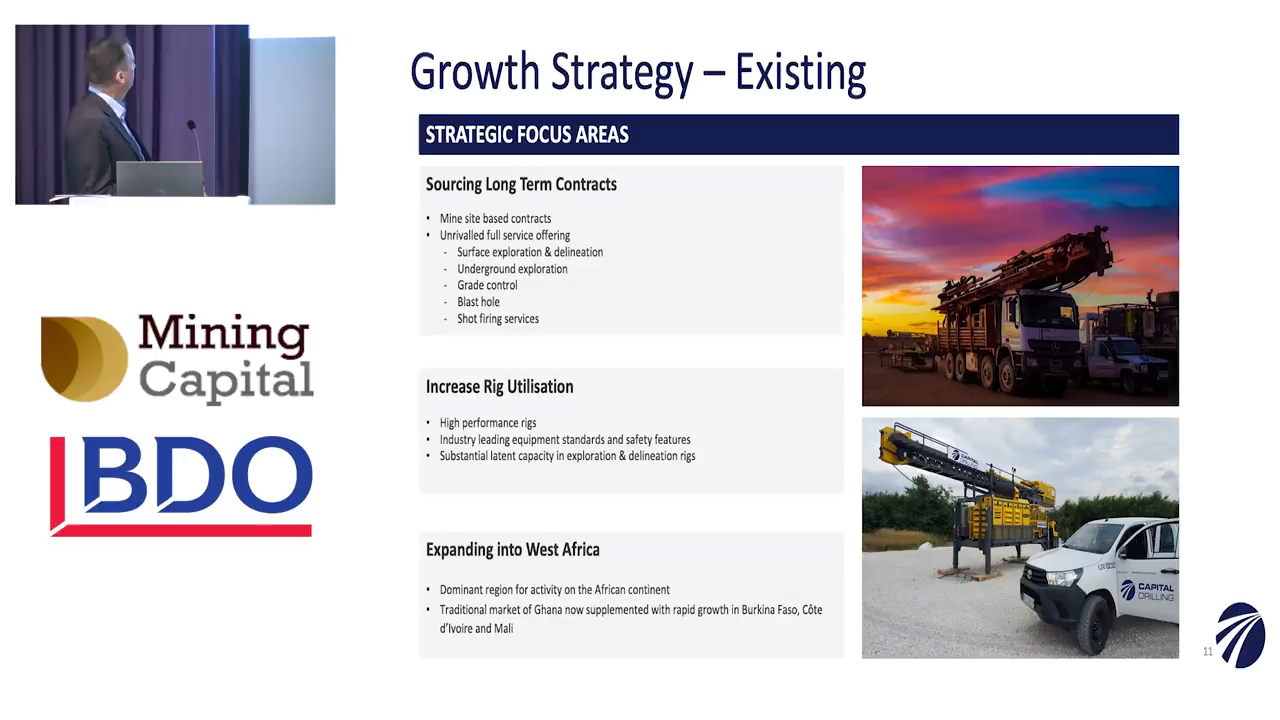 Growth Strategy – Existing
STRATEGIC FOCUS AREAS
Sourcing Long Term Contracts
• Mine site based contracts
• Unrivalled full service offering
- Surface exploration & delineation
- Underground exploration
- Grade control
- Blast hole
- Shot firing services
Increase Rig Utilisation
• High performance rigs
• Industry leading equipment standards and safety features
• Substantial latent capacity in exploration & delineation rigs
Expanding into West Africa
• Dominant region for activity on the African continent
• Traditional market of Ghana now supplemented with rapid growth in Burkina Faso, Côte
d'Ivoire and Mali
Mining
Capital
BDO
CAPITAL
CAPITAL
DRILLING
11